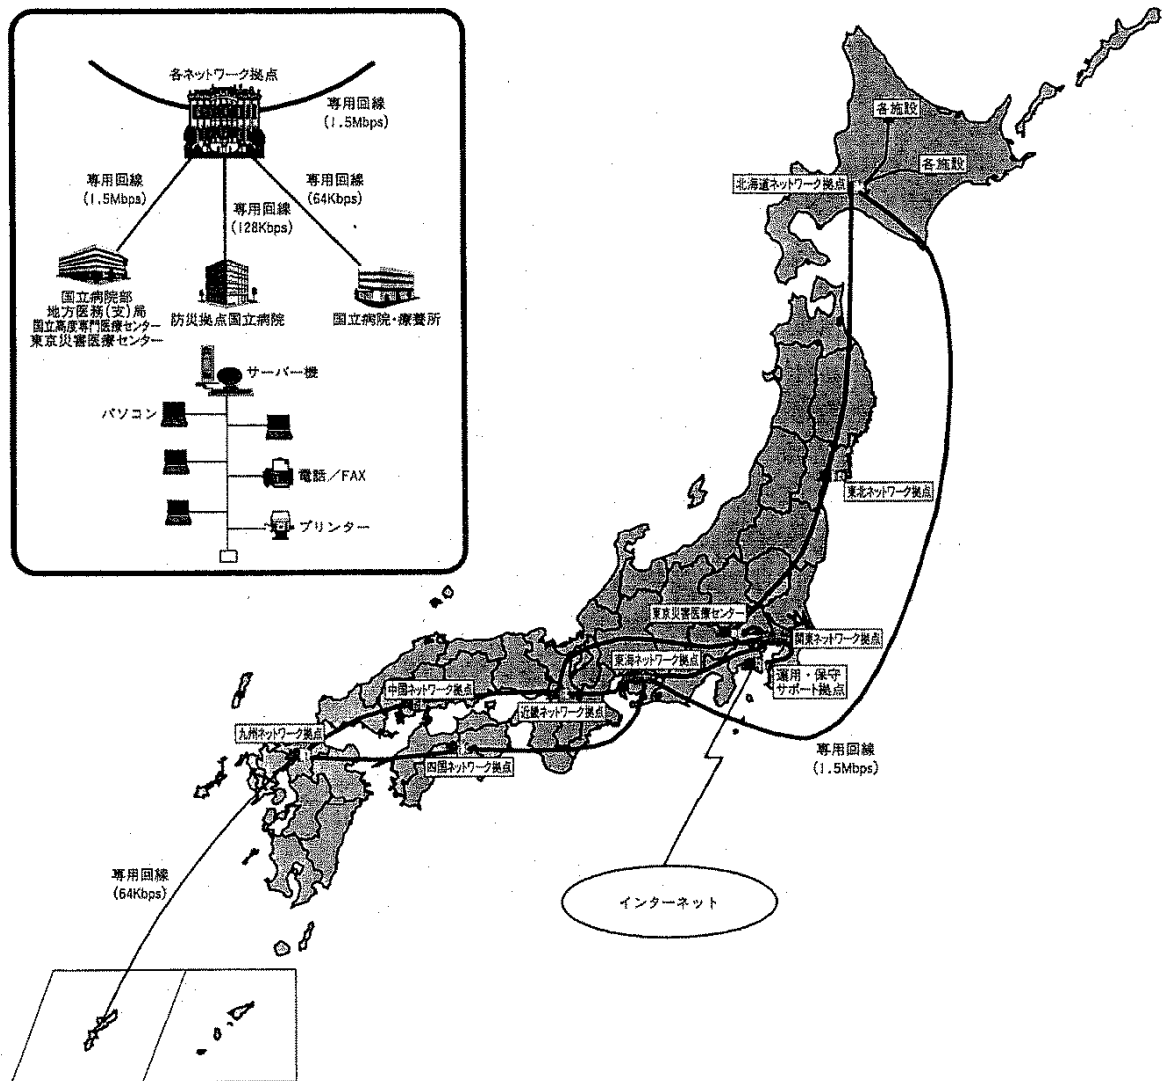 各ネットワーク拠点
専用回線
(1.5Mbps)
専用回線
(1.5Mbps)
専用回線
(128Kbps)
専用回線
(64Kbps)
国立病院部
地方医務(支)局
国立高度専門医療センター
東京災害医療センター
防災拠点国立病院
国立病院・療養所
サーバー機
パソコン
電話/FAX
プリンター
各施設
各施設
北海道ネットワーク拠点
東北ネットワーク拠点
東京災害医療センター
関東ネットワーク拠点
東海ネットワーク拠点
運用・保守
サポート拠点
中国ネットワーク拠点
近畿ネットワーク拠点
九州ネットワーク拠点
四国ネットワーク拠点
専用回線
(1.5Mbps)
専用回線
(64Kbps)
インターネット